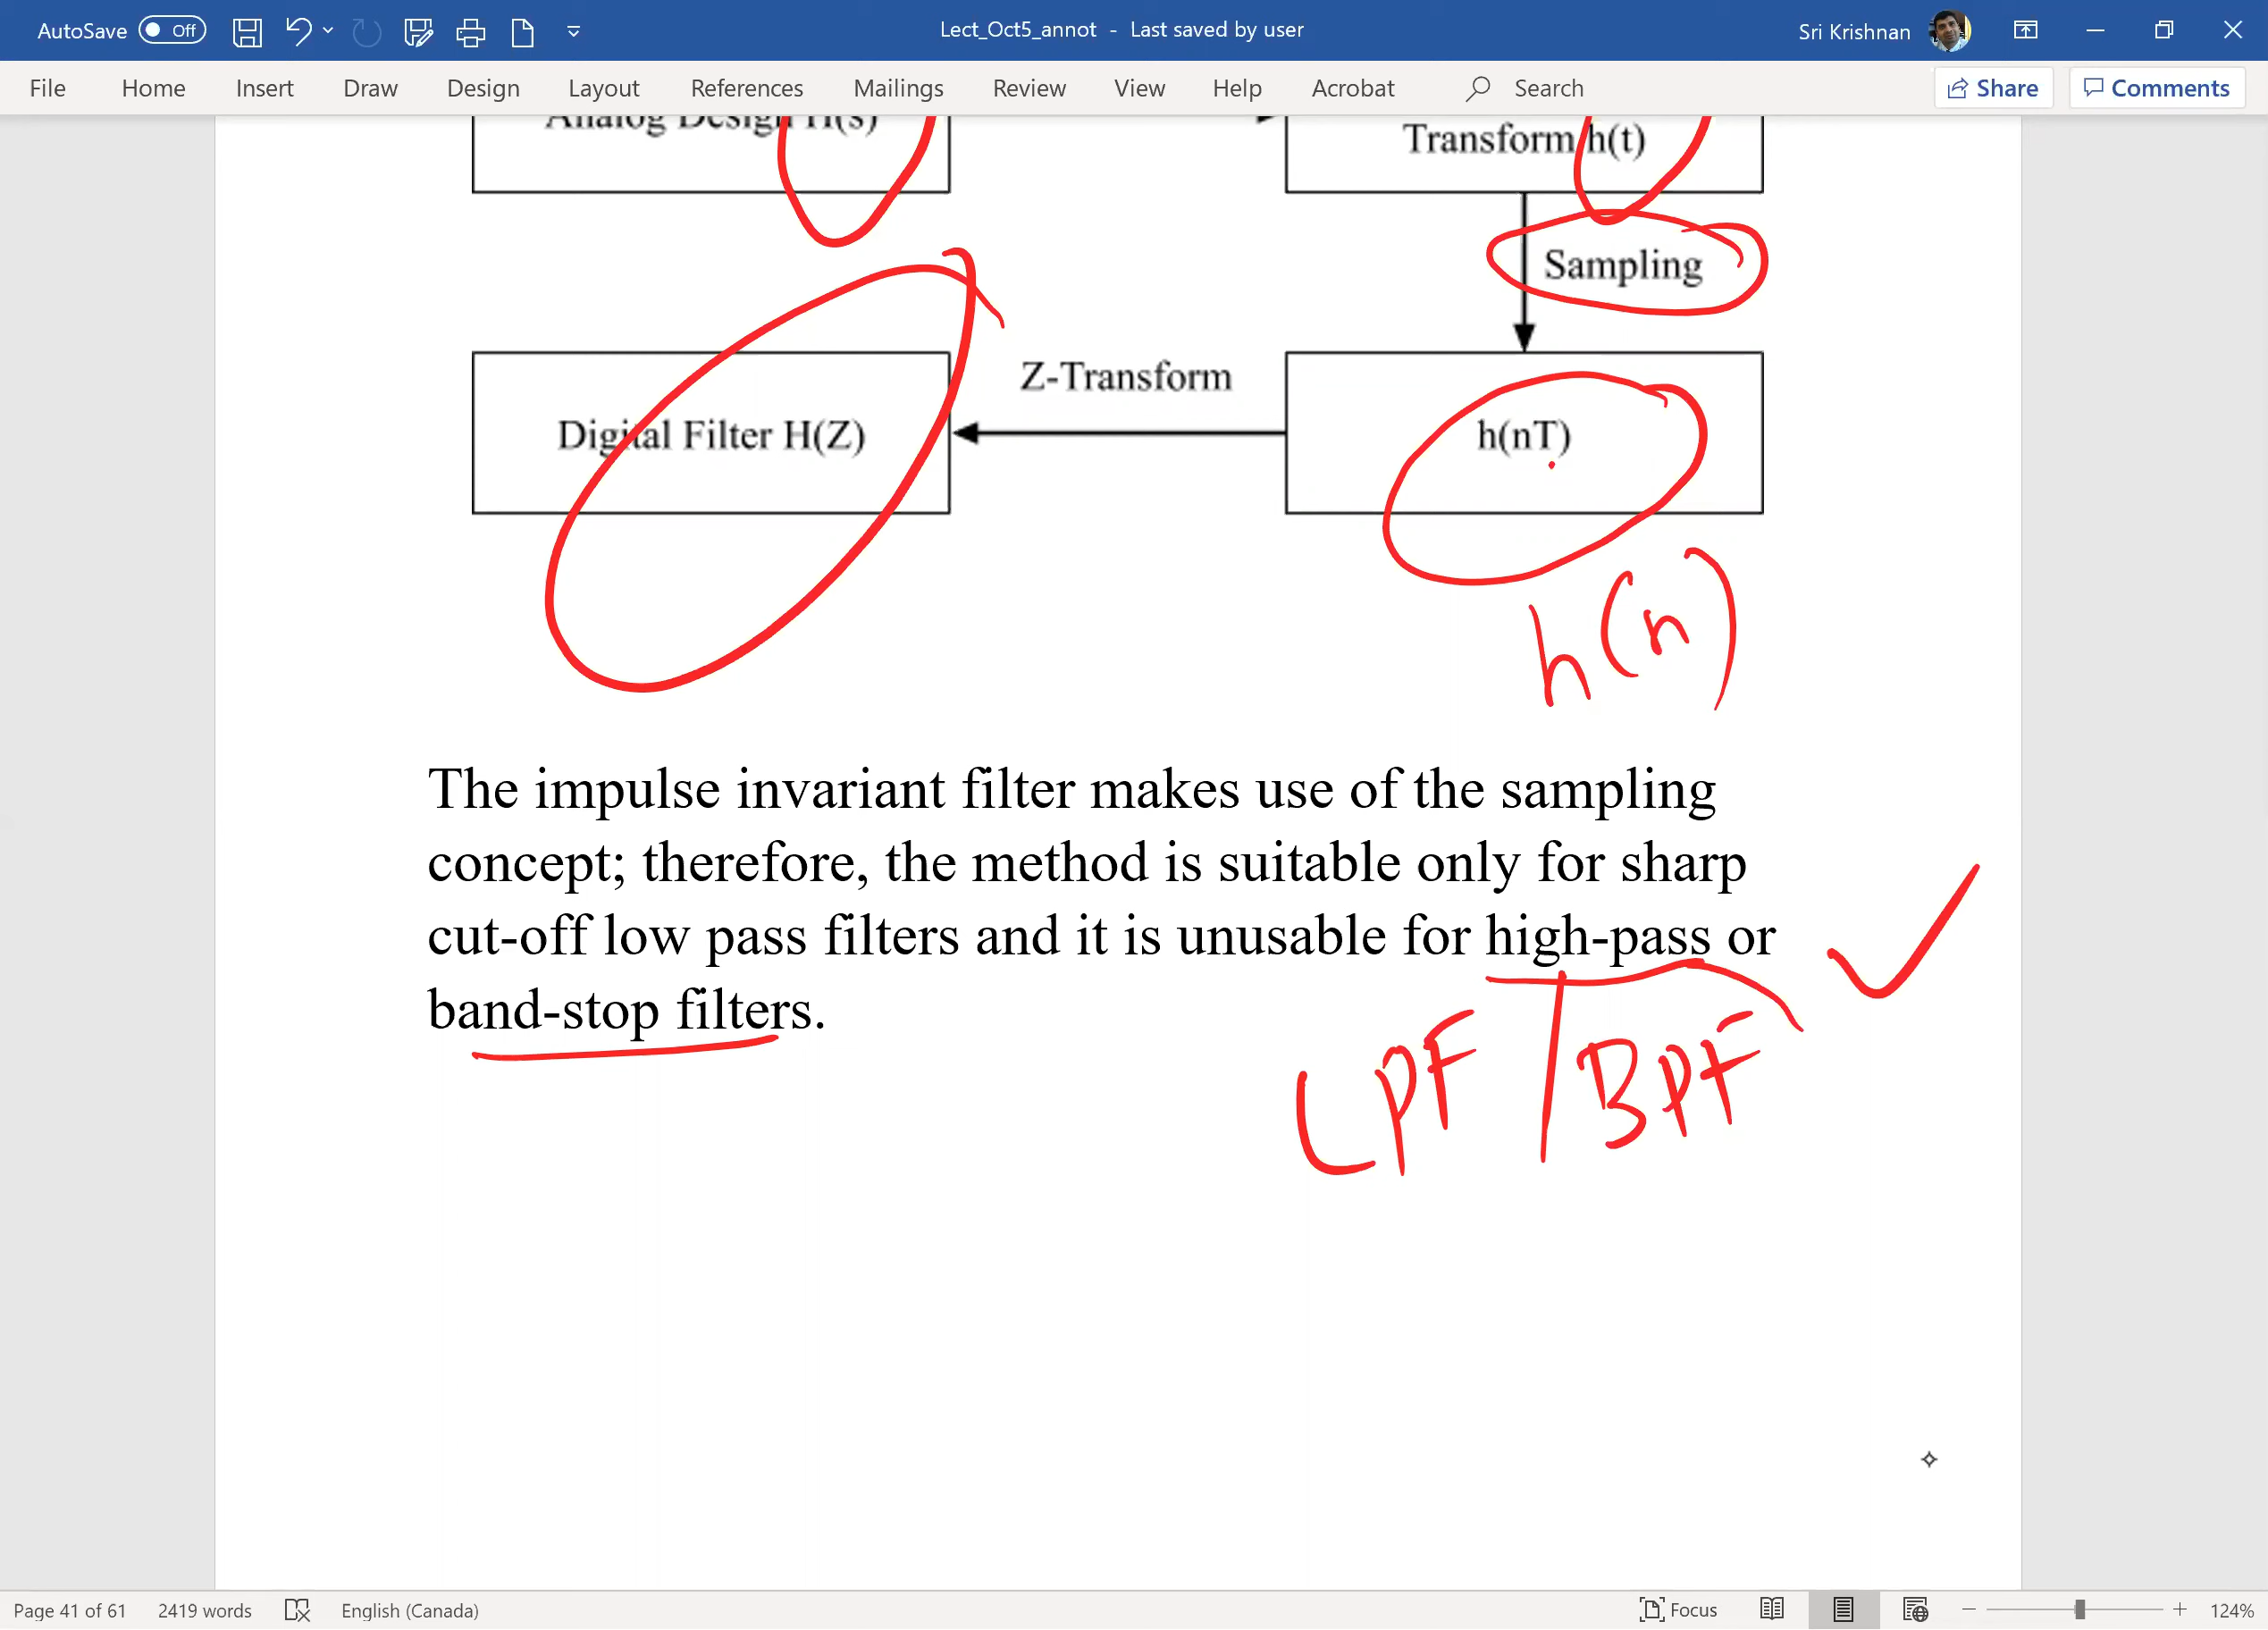 AutoSave Off Lect_Oct5_annot - Last saved by user Sri Krishnan
File Home Insert Draw Design Layout References Mailings Review View Help Acrobat Search Share Comments
Analog Design H(s)
Transform h(t)
Sampling
Z-Transform
Digital Filter H(Z)
h(nT)
h(n)
The impulse invariant filter makes use of the sampling
concept; therefore, the method is suitable only for sharp
cut-off low pass filters and it is unusable for high-pass or
band-stop filters.
LPF / BPF
Page 41 of 61 2419 words English (Canada) Focus 124%